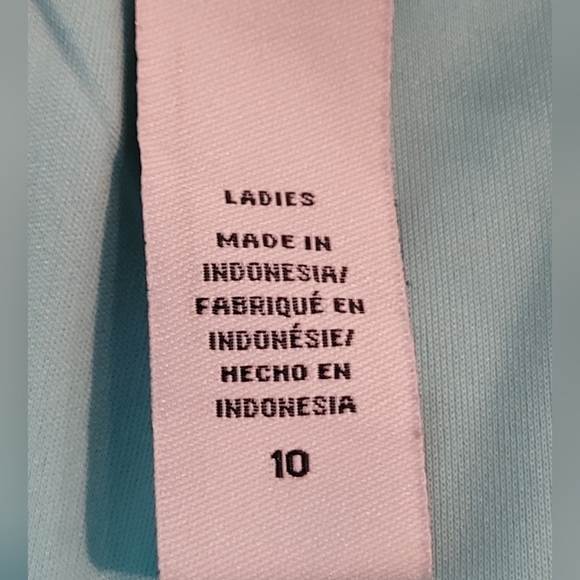 LADIES
MADE IN
INDONESIA/
FABRIQUÉ EN
INDONÉSIE/
HECHO EN
INDONESIA
10